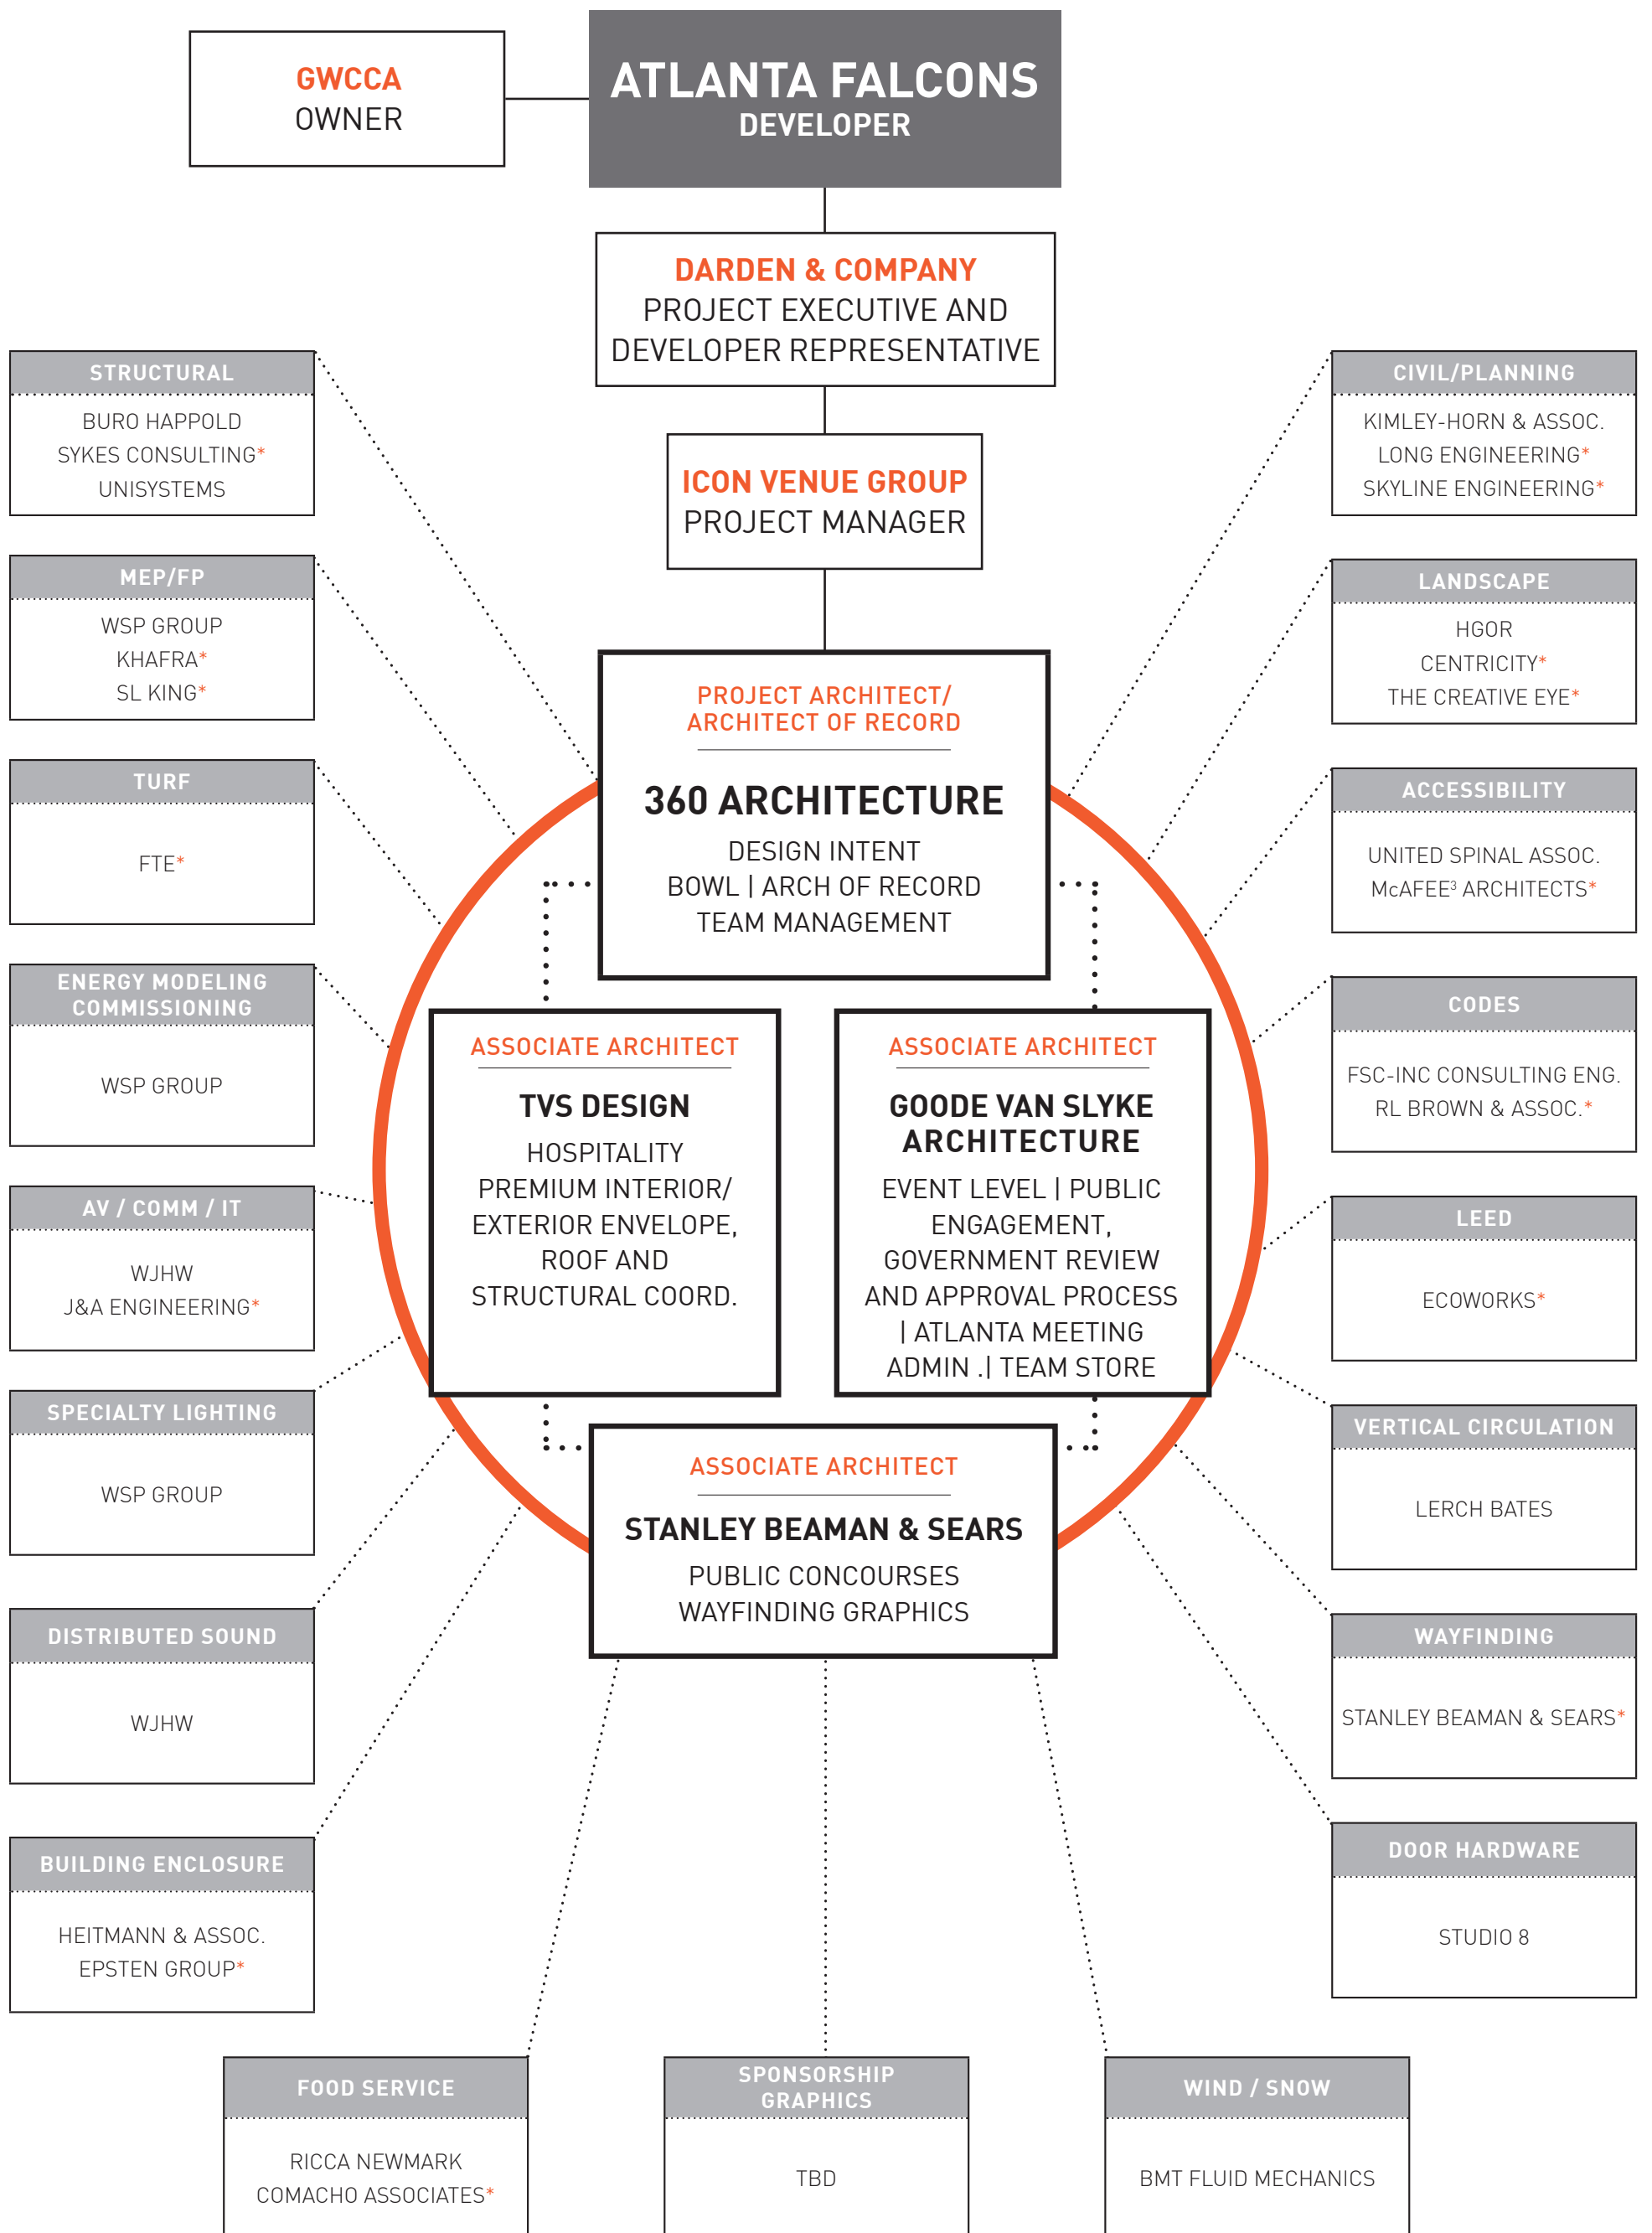 GWCCA
OWNER
ATLANTA FALCONS
DEVELOPER
DARDEN & COMPANY
PROJECT EXECUTIVE AND
DEVELOPER REPRESENTATIVE
ICON VENUE GROUP
PROJECT MANAGER
PROJECT ARCHITECT/
ARCHITECT OF RECORD
360 ARCHITECTURE
DESIGN INTENT
BOWL | ARCH OF RECORD
TEAM MANAGEMENT
ASSOCIATE ARCHITECT
TVS DESIGN
HOSPITALITY
PREMIUM INTERIOR/
EXTERIOR ENVELOPE,
ROOF AND
STRUCTURAL COORD.
ASSOCIATE ARCHITECT
GOODE VAN SLYKE
ARCHITECTURE
EVENT LEVEL | PUBLIC
ENGAGEMENT,
GOVERNMENT REVIEW
AND APPROVAL PROCESS
| ATLANTA MEETING
ADMIN .| TEAM STORE
ASSOCIATE ARCHITECT
STANLEY BEAMAN & SEARS
PUBLIC CONCOURSES
WAYFINDING GRAPHICS
STRUCTURAL
BURO HAPPOLD
SYKES CONSULTING*
UNISYSTEMS
MEP/FP
WSP GROUP
KHAFRA*
SL KING*
TURF
FTE*
ENERGY MODELING
COMMISSIONING
WSP GROUP
AV / COMM / IT
WJHW
J&A ENGINEERING*
SPECIALTY LIGHTING
WSP GROUP
DISTRIBUTED SOUND
WJHW
BUILDING ENCLOSURE
HEITMANN & ASSOC.
EPSTEN GROUP*
CIVIL/PLANNING
KIMLEY-HORN & ASSOC.
LONG ENGINEERING*
SKYLINE ENGINEERING*
LANDSCAPE
HGOR
CENTRICITY*
THE CREATIVE EYE*
ACCESSIBILITY
UNITED SPINAL ASSOC.
McAFEE³ ARCHITECTS*
CODES
FSC-INC CONSULTING ENG.
RL BROWN & ASSOC.*
LEED
ECOWORKS*
VERTICAL CIRCULATION
LERCH BATES
WAYFINDING
STANLEY BEAMAN & SEARS*
DOOR HARDWARE
STUDIO 8
FOOD SERVICE
RICCA NEWMARK
COMACHO ASSOCIATES*
SPONSORSHIP
GRAPHICS
TBD
WIND / SNOW
BMT FLUID MECHANICS